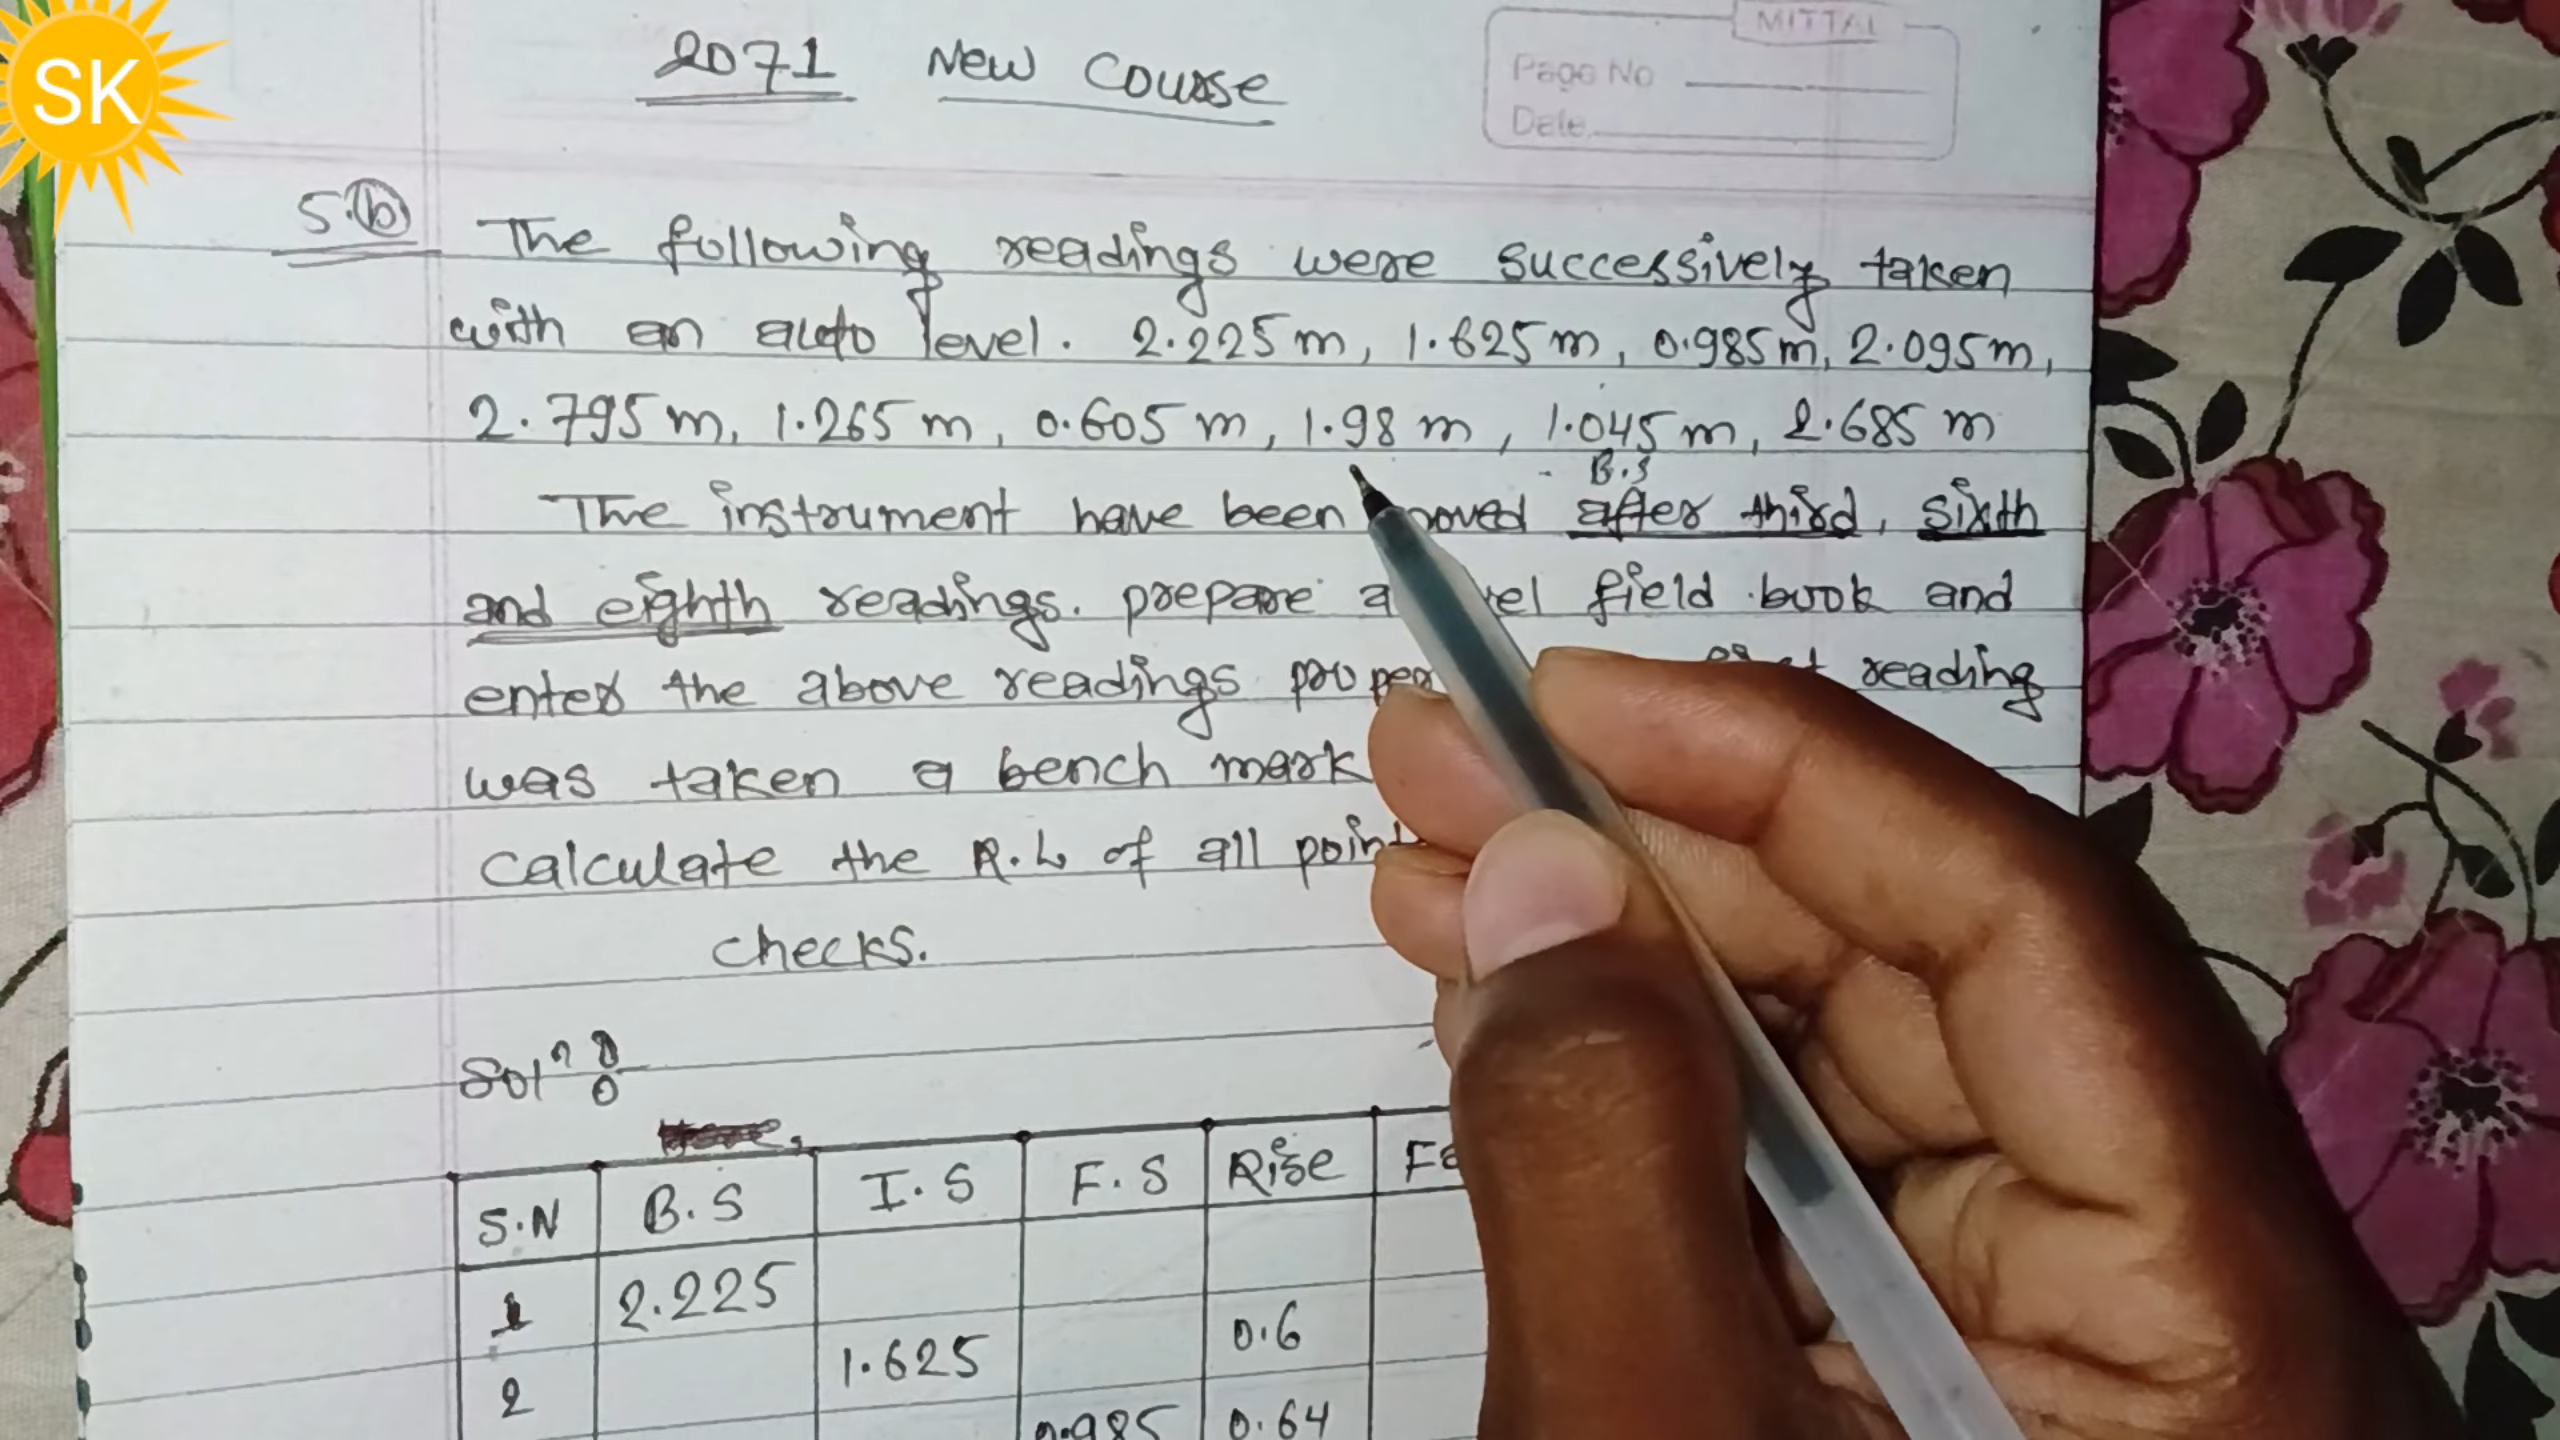 SK
2071 New Course
MITTAL
Page No
Date
5.(b) The following readings were successively taken
with an auto level. 2.225 m, 1.625 m, 0.985 m, 2.095 m,
2.795 m, 1.265 m, 0.605 m, 1.98 m, 1.045 m, 2.685 m
B.S
The instrument have been moved after third, sixth
and eighth readings. prepare a field book and
enter the above readings reading
was taken a bench mark
calculate the R.L of all
checks.
Solⁿ:
S.N B.S I.S F.S Rise
1 2.225
2 1.625 0.6
0.985 0.64